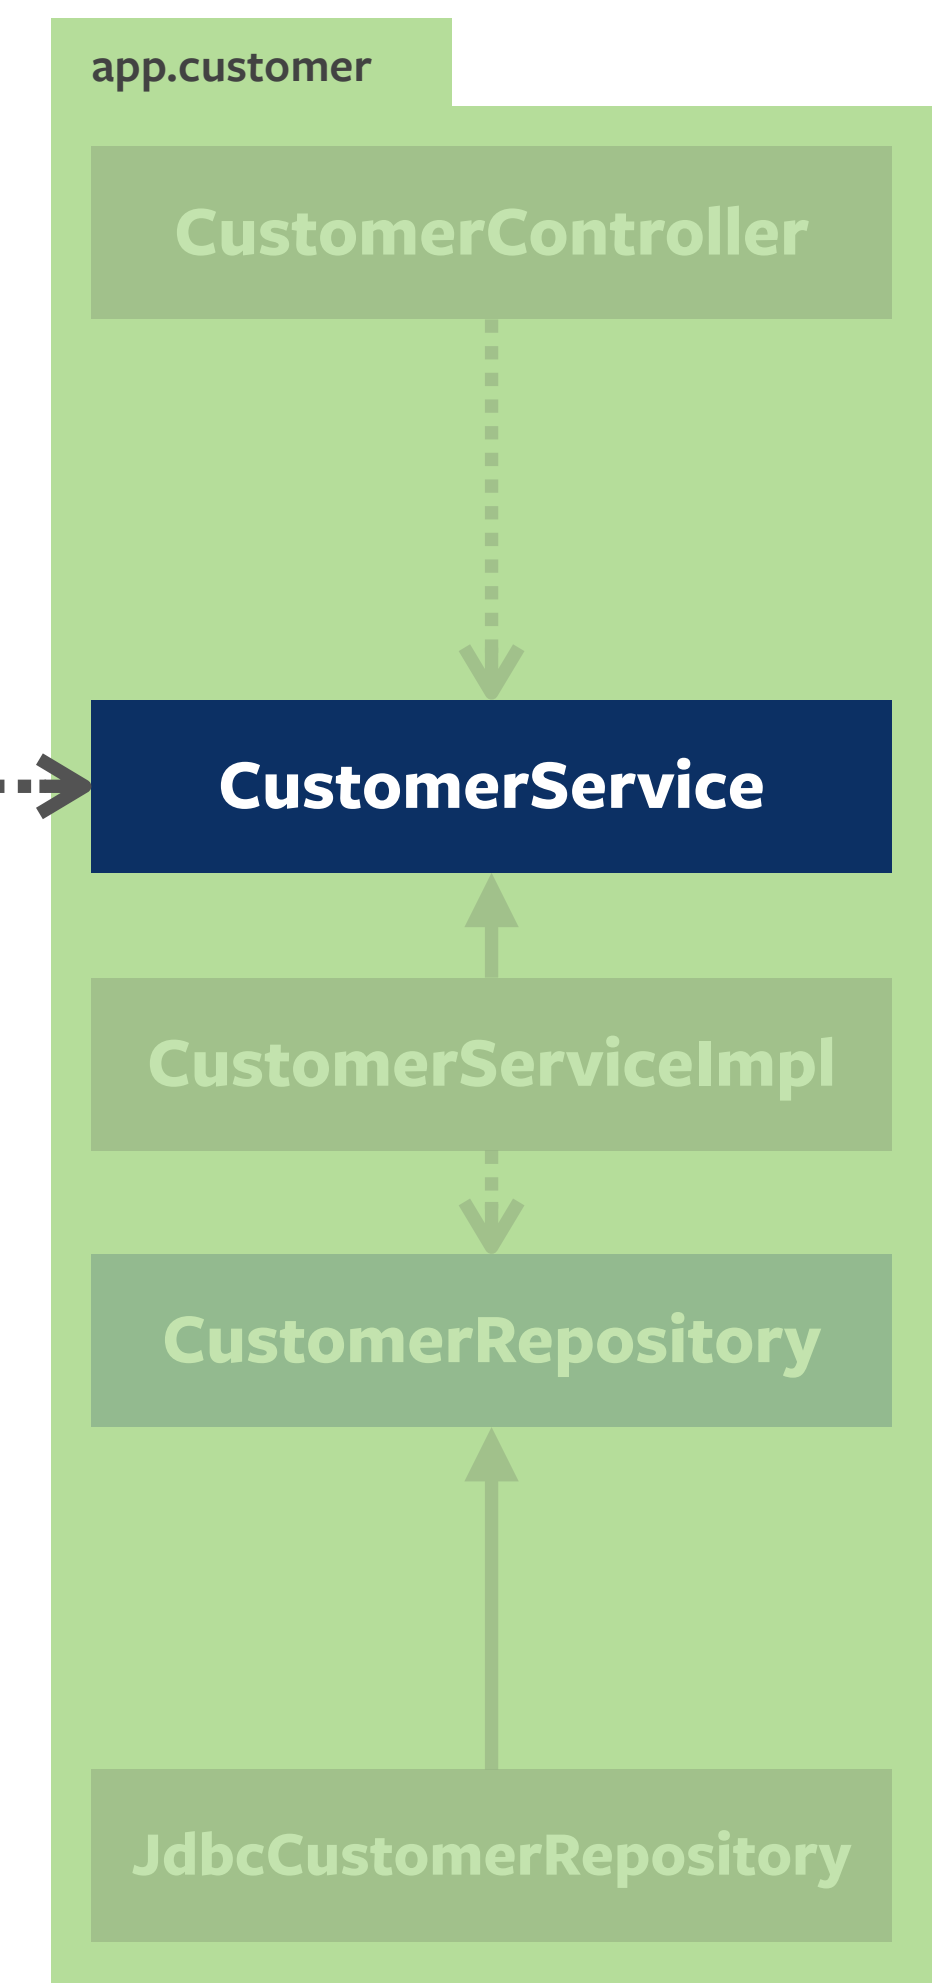 app.customer
CustomerController
CustomerService
CustomerServiceImpl
CustomerRepository
JdbcCustomerRepository